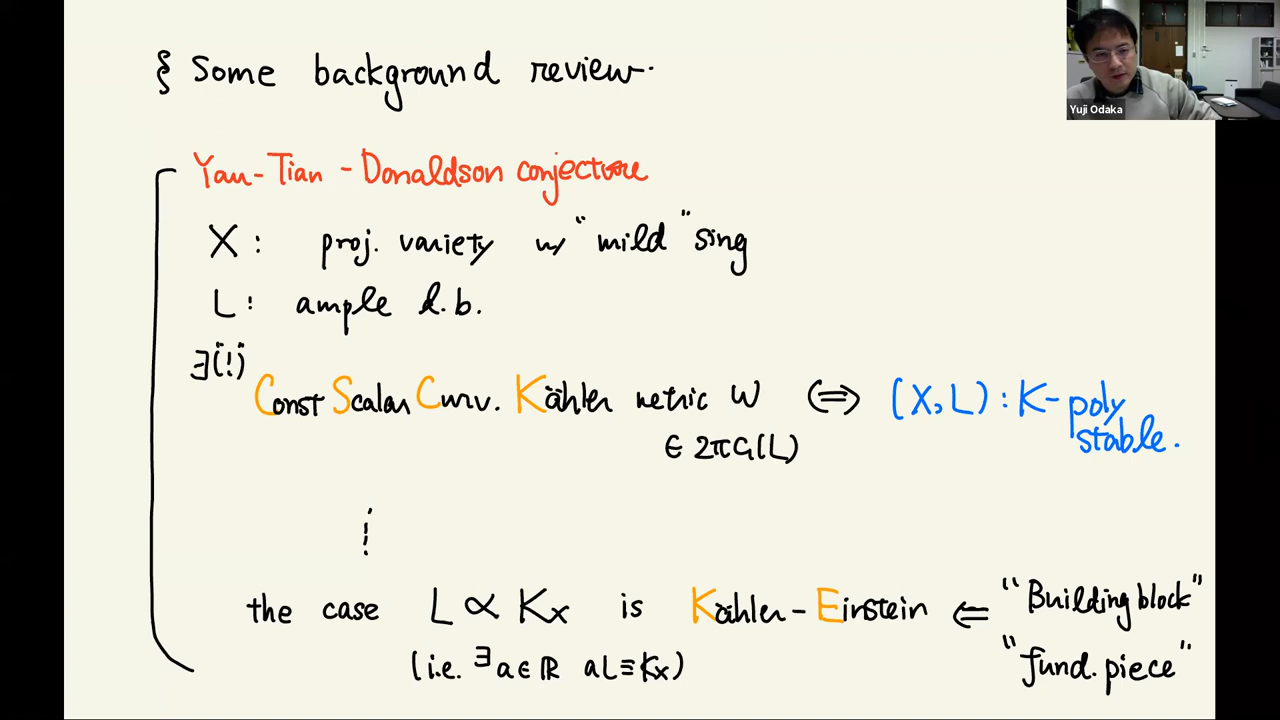 § Some background review.
Yuji Odaka
Yau-Tian-Donaldson conjecture
X : proj. variety w/ "mild" sing
L : ample l.b.
∃(!)
Const Scalar Curv. Kähler metric ω ⟺ (X, L) : K-poly
∈ 2πc₁(L) stable.
⋮
the case L ∝ Kx is Kähler-Einstein ⟸ "Building block"
(i.e. ∃a∈ℝ aL≡Kx) "fund. piece"